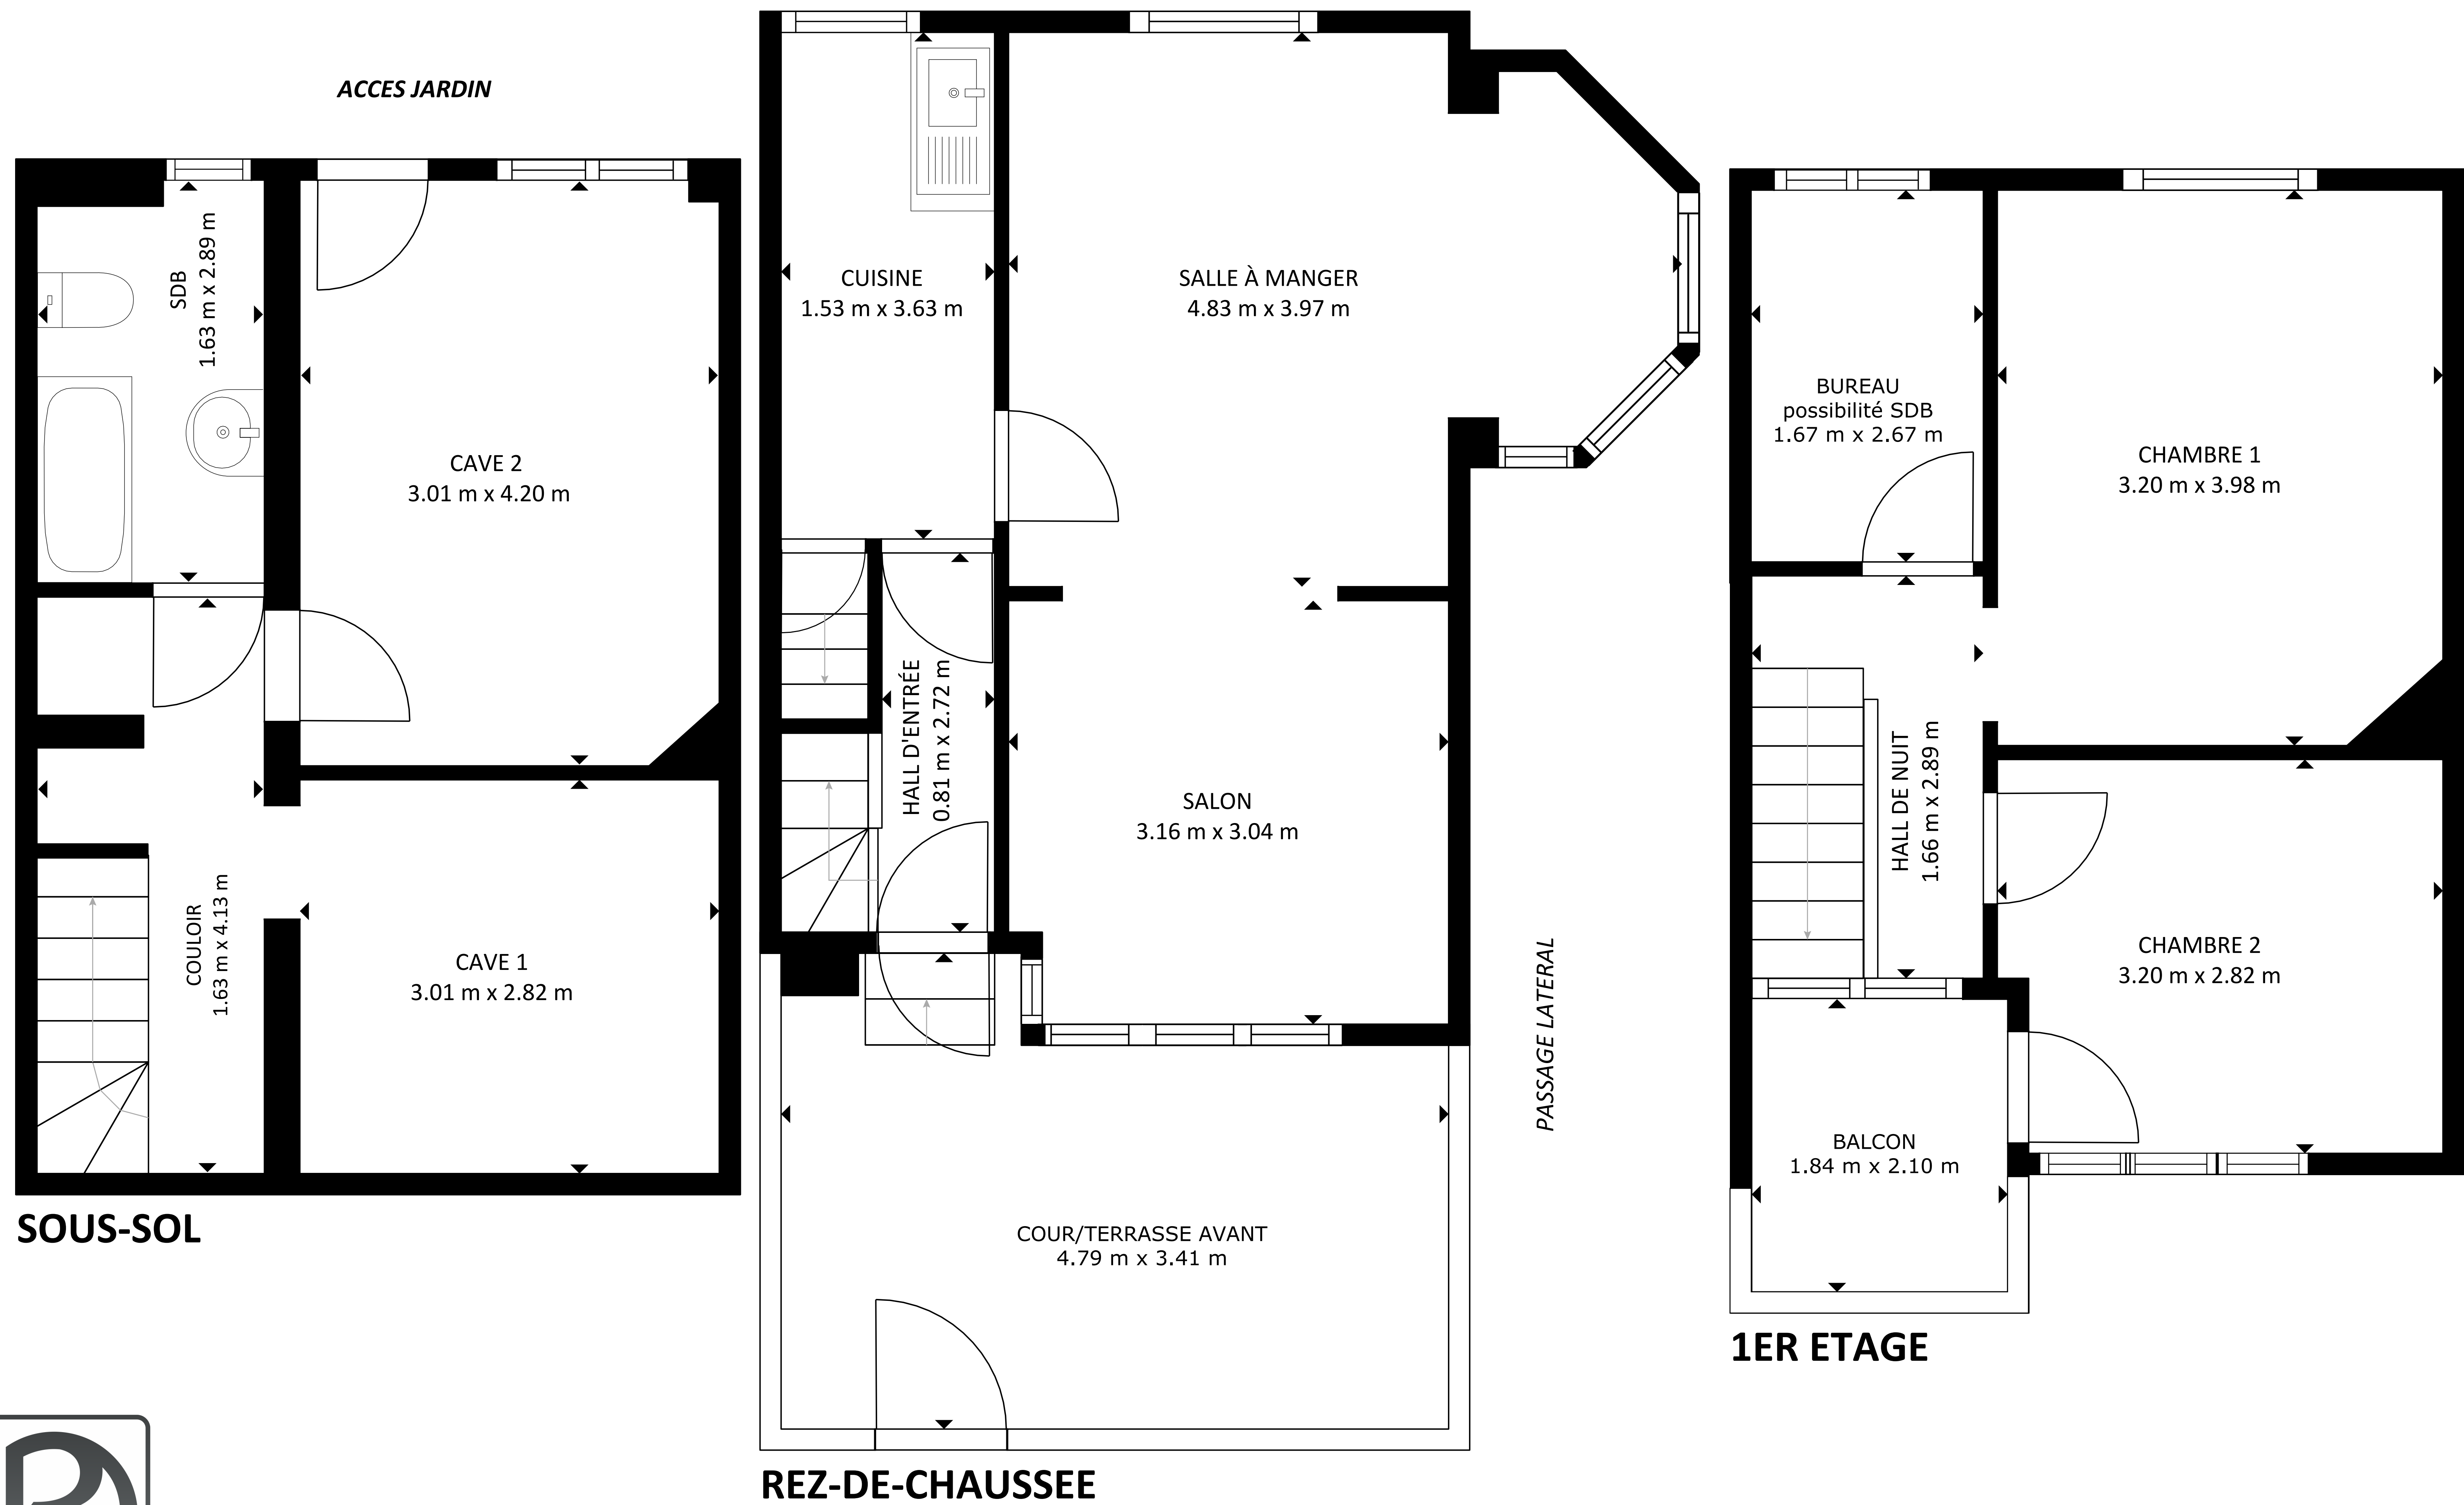 ACCES JARDIN
SDB
1.63 m x 2.89 m
CAVE 2
3.01 m x 4.20 m
COULOIR
1.63 m x 4.13 m
CAVE 1
3.01 m x 2.82 m
SOUS-SOL
CUISINE
1.53 m x 3.63 m
SALLE À MANGER
4.83 m x 3.97 m
HALL D'ENTRÉE
0.81 m x 2.72 m
SALON
3.16 m x 3.04 m
PASSAGE LATERAL
COUR/TERRASSE AVANT
4.79 m x 3.41 m
REZ-DE-CHAUSSEE
BUREAU
possibilité SDB
1.67 m x 2.67 m
CHAMBRE 1
3.20 m x 3.98 m
HALL DE NUIT
1.66 m x 2.89 m
CHAMBRE 2
3.20 m x 2.82 m
BALCON
1.84 m x 2.10 m
1ER ETAGE